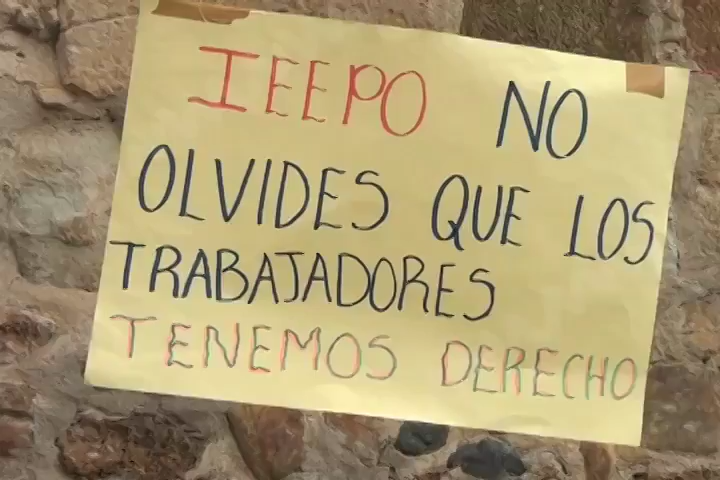 IEEPO NO
OLVIDES QUE LOS
TRABAJADORES
TENEMOS DERECHO